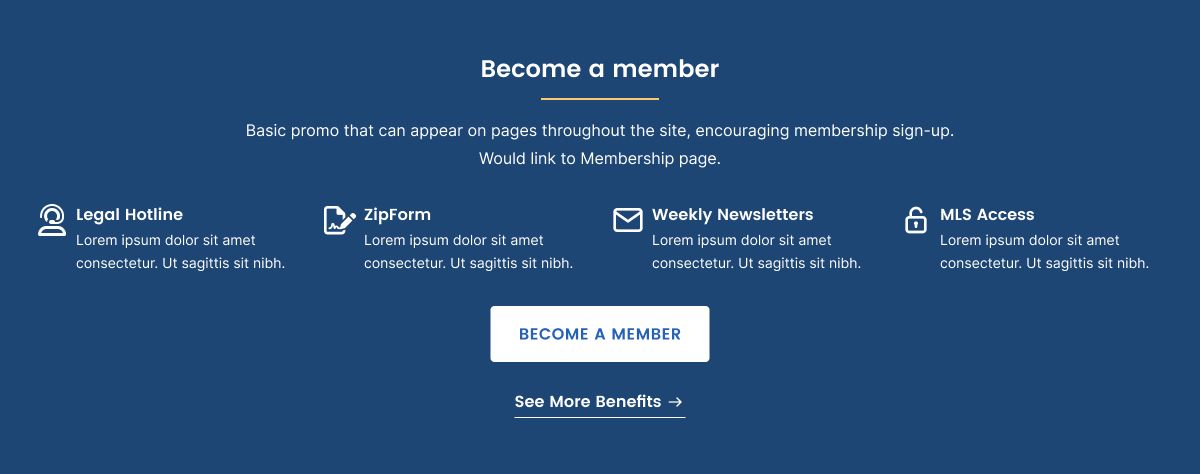 Become a member
Basic promo that can appear on pages throughout the site, encouraging membership sign-up.
Would link to Membership page.
Legal Hotline
Lorem ipsum dolor sit amet
consectetur. Ut sagittis sit nibh.
ZipForm
Lorem ipsum dolor sit amet
consectetur. Ut sagittis sit nibh.
Weekly Newsletters
Lorem ipsum dolor sit amet
consectetur. Ut sagittis sit nibh.
MLS Access
Lorem ipsum dolor sit amet
consectetur. Ut sagittis sit nibh.
BECOME A MEMBER
See More Benefits →